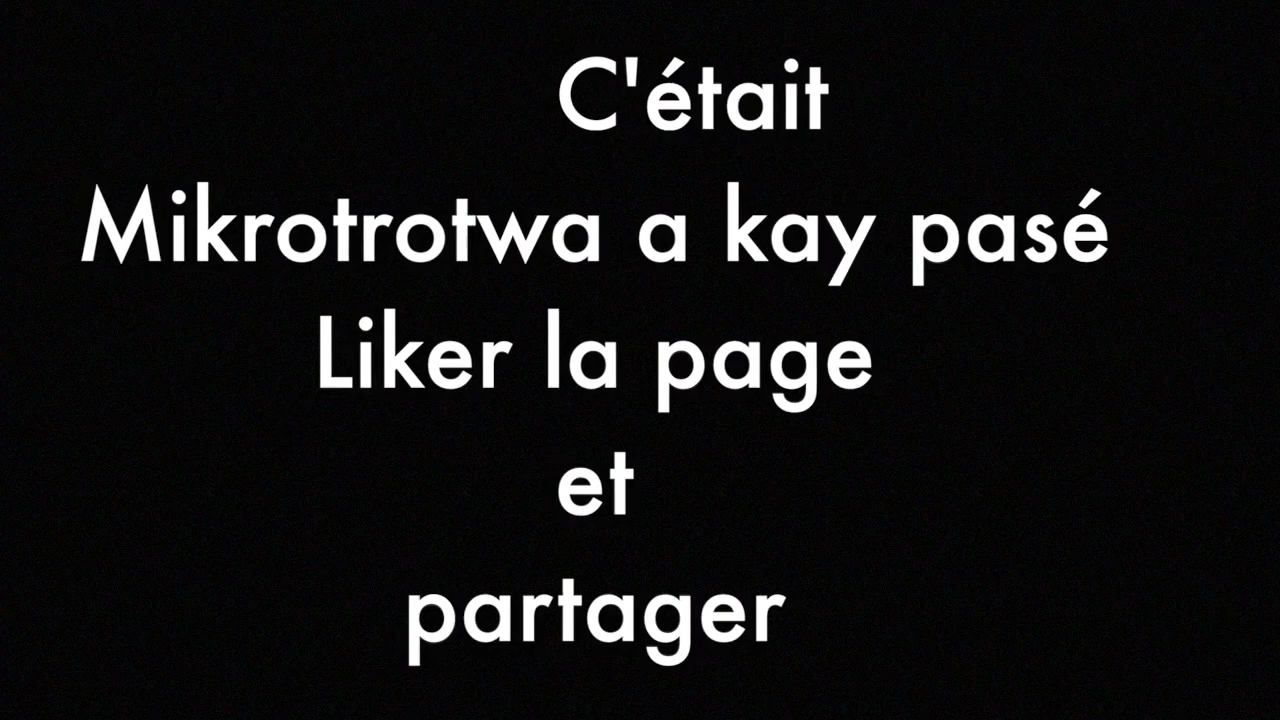 C'était
Mikrotrotwa a kay pasé
Liker la page
et
partager